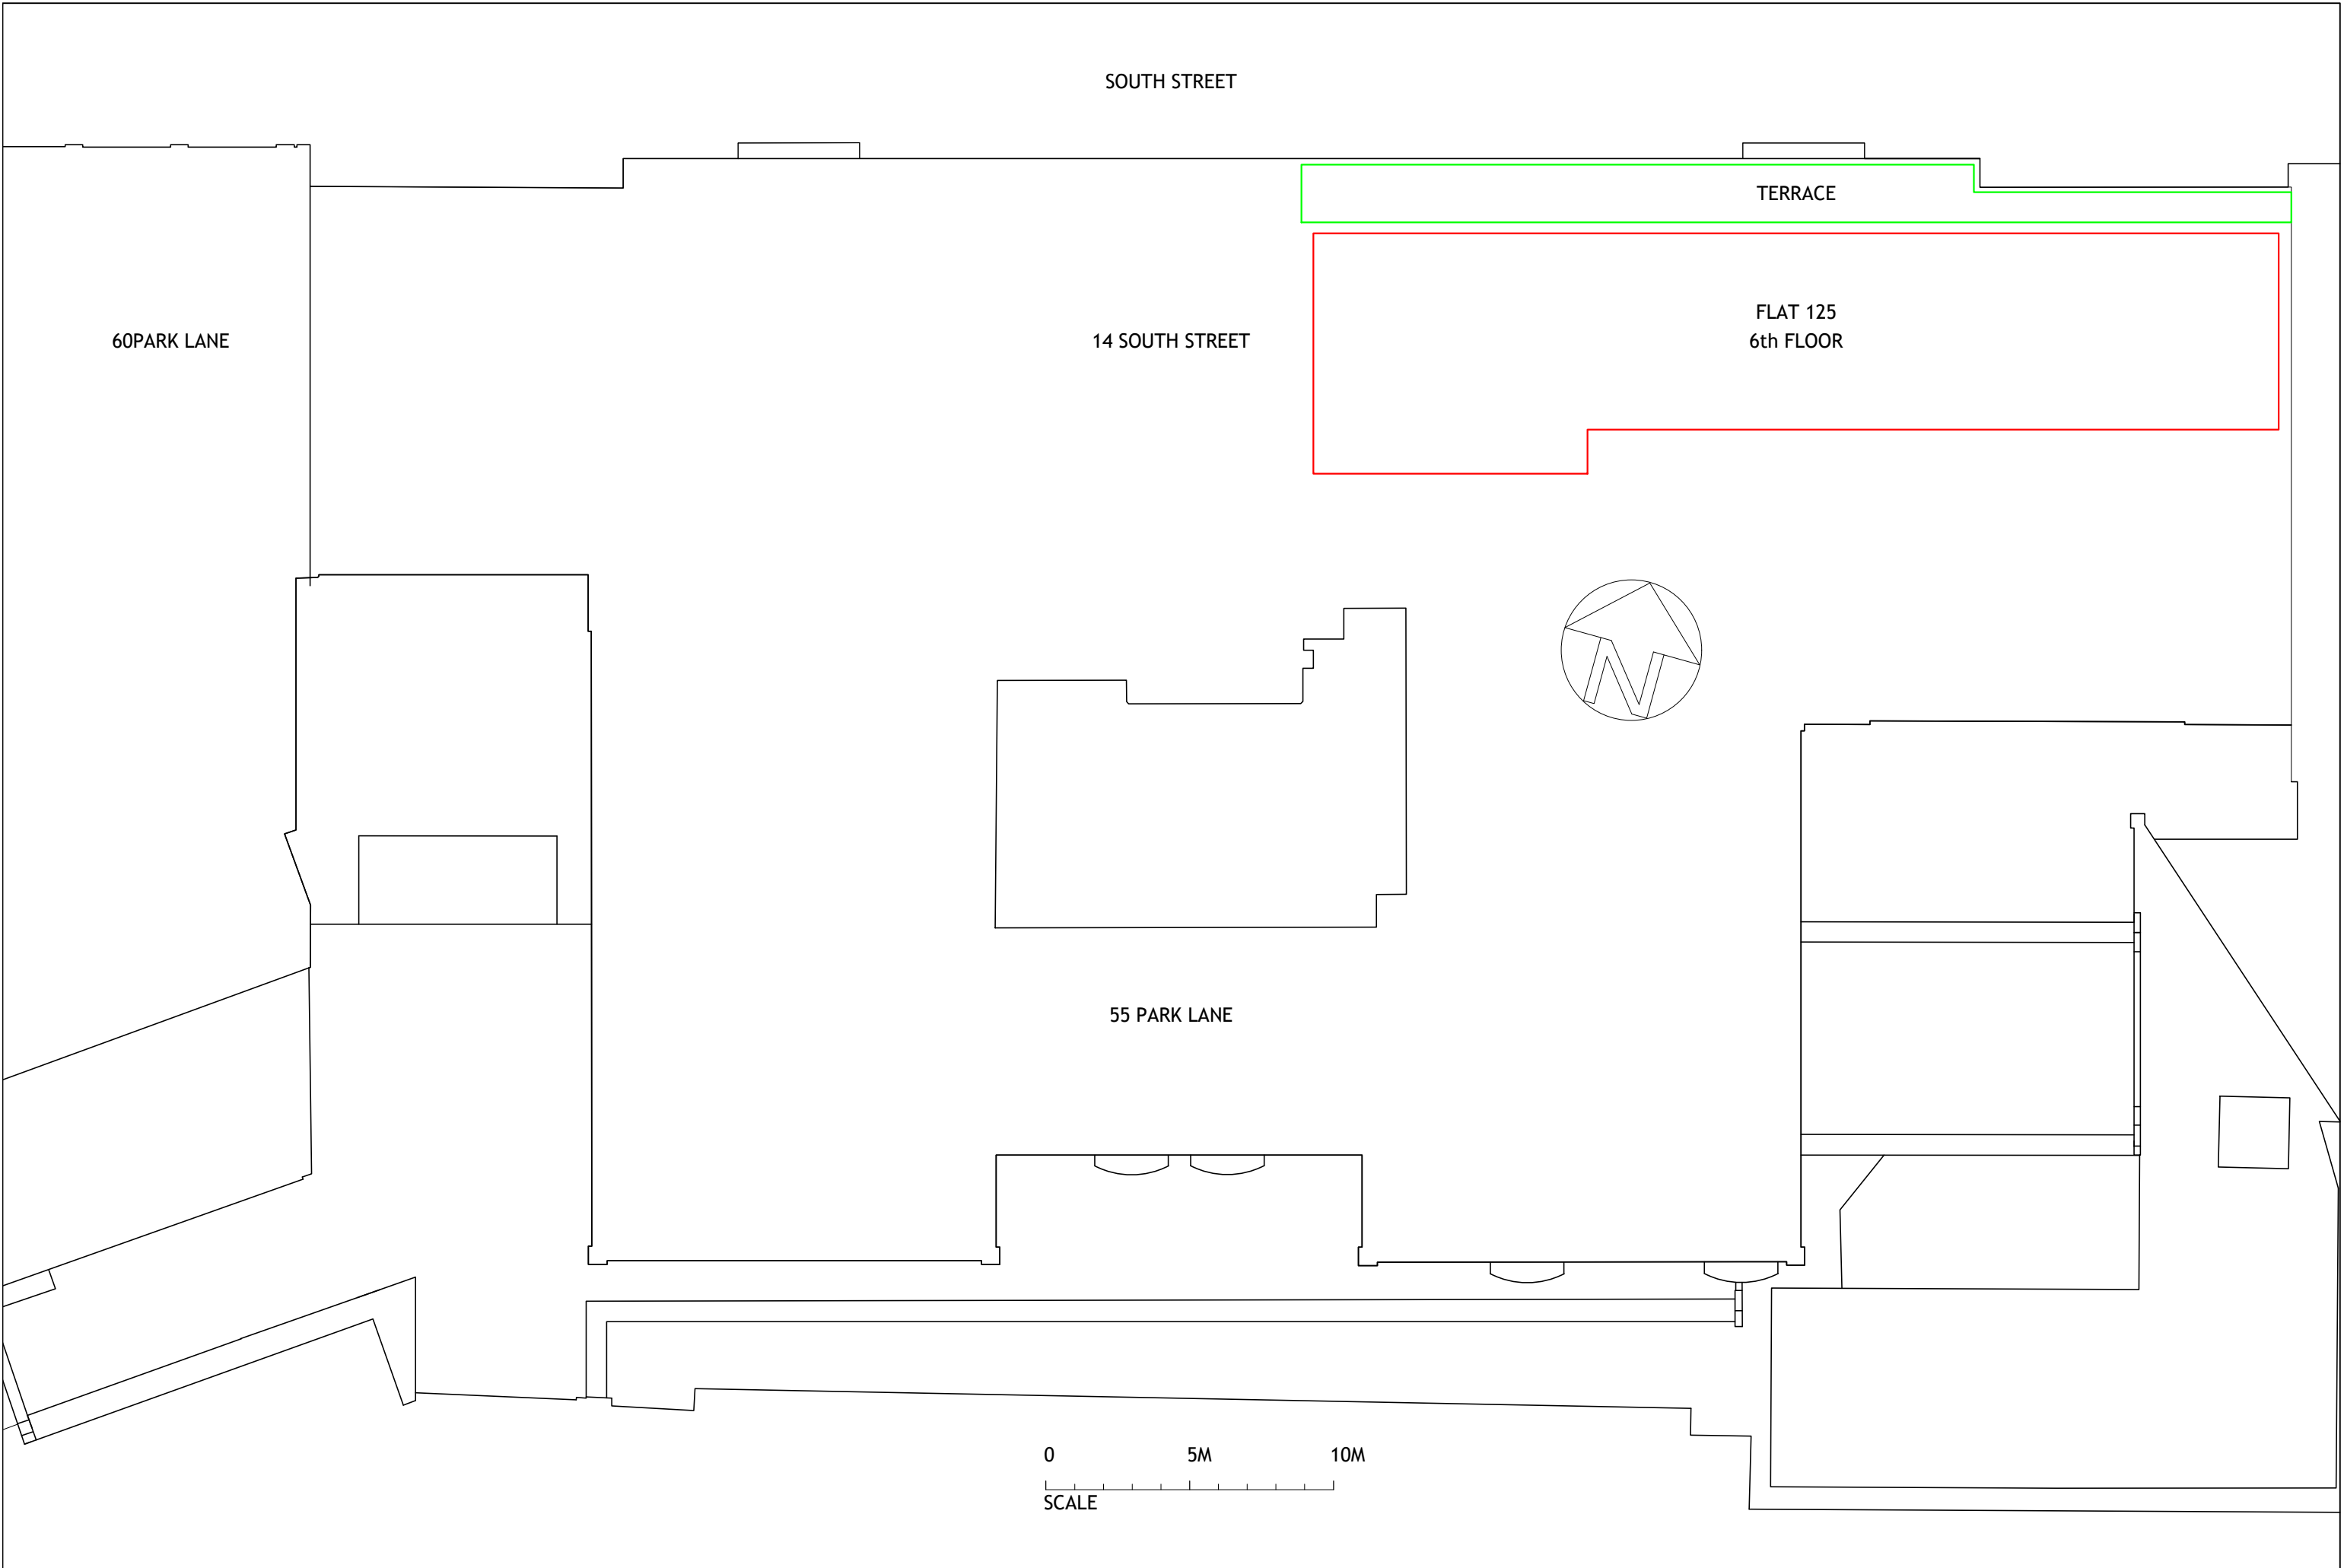 SOUTH STREET
TERRACE
60PARK LANE
14 SOUTH STREET
FLAT 125
6th FLOOR
N
55 PARK LANE
0 5M 10M
SCALE